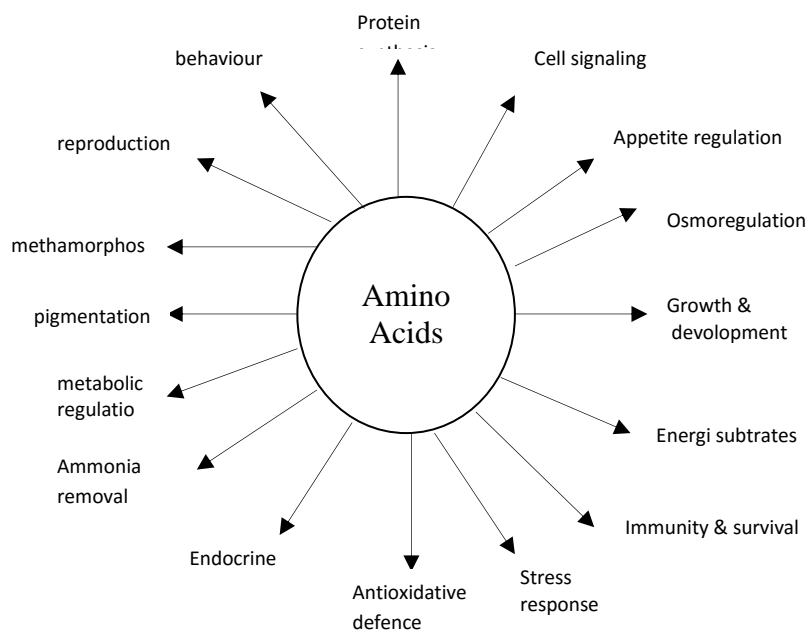 Protein
behaviour
Cell signaling
reproduction
Appetite regulation
methamorphos
Osmoregulation
Amino
Acids
pigmentation
Growth &
devolopment
metabolic
regulatio
Energi subtrates
Ammonia
removal
Immunity & survival
Endocrine
Antioxidative
defence
Stress
response